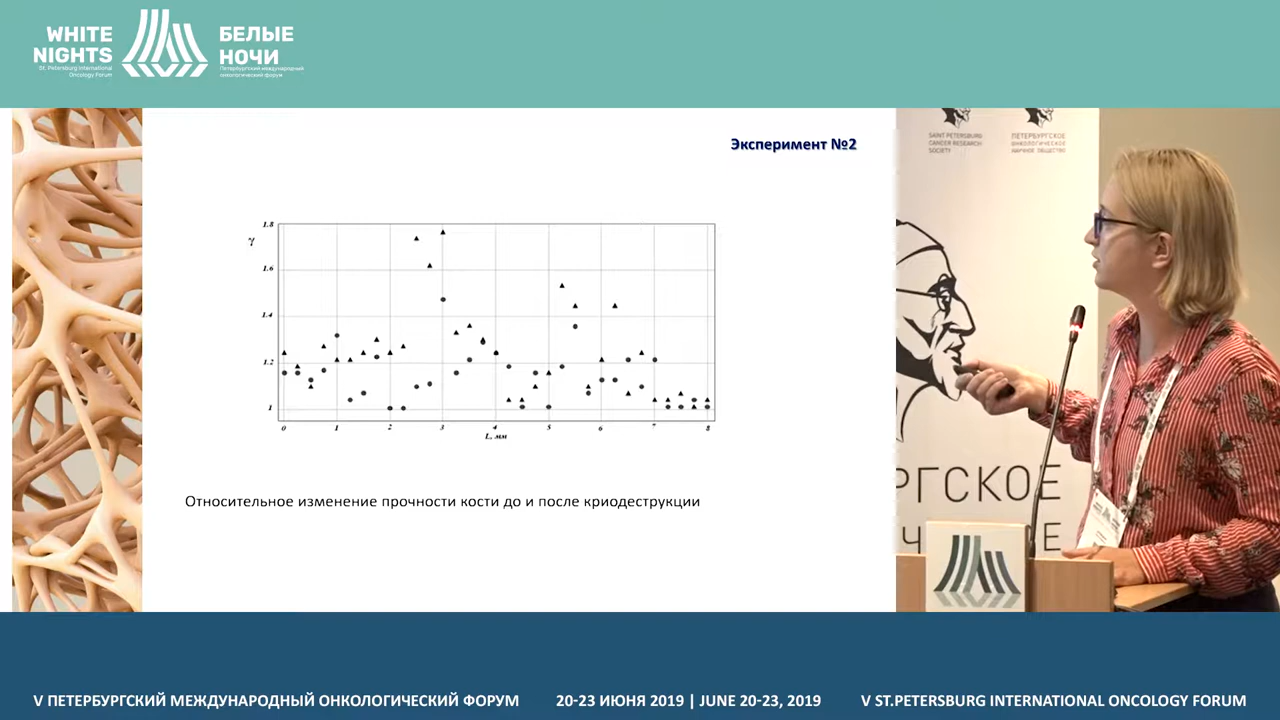 WHITE
NIGHTS
St. Petersburg International
Oncology Forum
БЕЛЫЕ
НОЧИ
Петербургский международный
онкологический форум
Эксперимент №2
γ
1.8
1.6
1.4
1.2
1
0 1 2 3 4 5 6 7 8
L, мм
Относительное изменение прочности кости до и после криодеструкции
SAINT PETERSBURG
CANCER RESEARCH
SOCIETY
ПЕТЕРБУРГСКОЕ
ОНКОЛОГИЧЕСКОЕ
НАУЧНОЕ ОБЩЕСТВО
РГСКОЕ
Ч Е
V ПЕТЕРБУРГСКИЙ МЕЖДУНАРОДНЫЙ ОНКОЛОГИЧЕСКИЙ ФОРУМ
20-23 ИЮНЯ 2019 | JUNE 20-23, 2019
V ST.PETERSBURG INTERNATIONAL ONCOLOGY FORUM